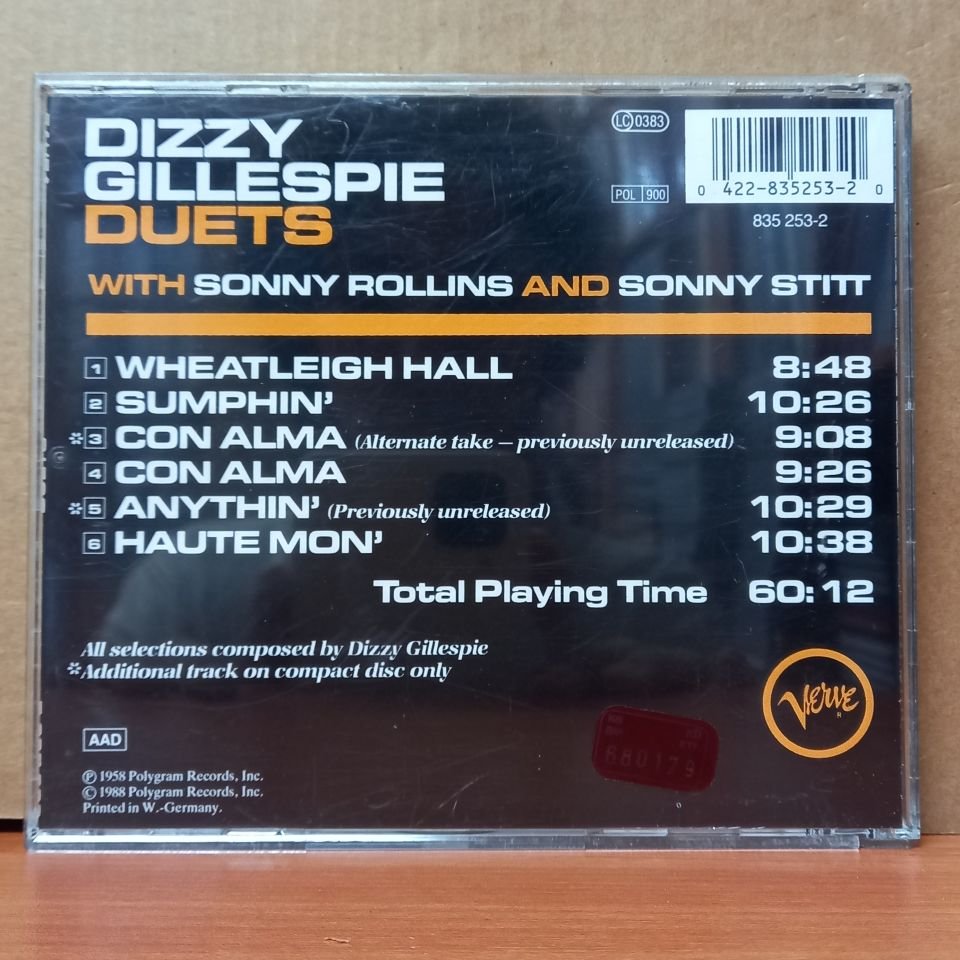 DIZZY
GILLESPIE
DUETS
LC 0383
POL 900
0 422-835253-2 0
835 253-2
WITH SONNY ROLLINS AND SONNY STITT
1 WHEATLEIGH HALL 8:48
2 SUMPHIN' 10:26
*3 CON ALMA (Alternate take – previously unreleased) 9:08
4 CON ALMA 9:26
*5 ANYTHIN' (Previously unreleased) 10:29
6 HAUTE MON' 10:38
Total Playing Time 60:12
All selections composed by Dizzy Gillespie
*Additional track on compact disc only
VERVE
R
AAD
680179
Ⓟ 1958 Polygram Records, Inc.
© 1988 Polygram Records, Inc.
Printed in W.-Germany.